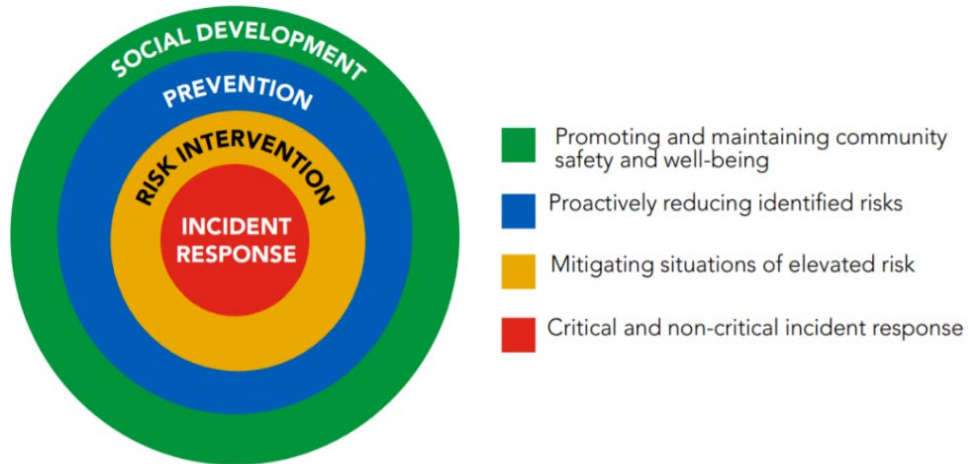 SOCIAL DEVELOPMENT
PREVENTION
RISK INTERVENTION
INCIDENT
RESPONSE
Promoting and maintaining community
safety and well-being
Proactively reducing identified risks
Mitigating situations of elevated risk
Critical and non-critical incident response